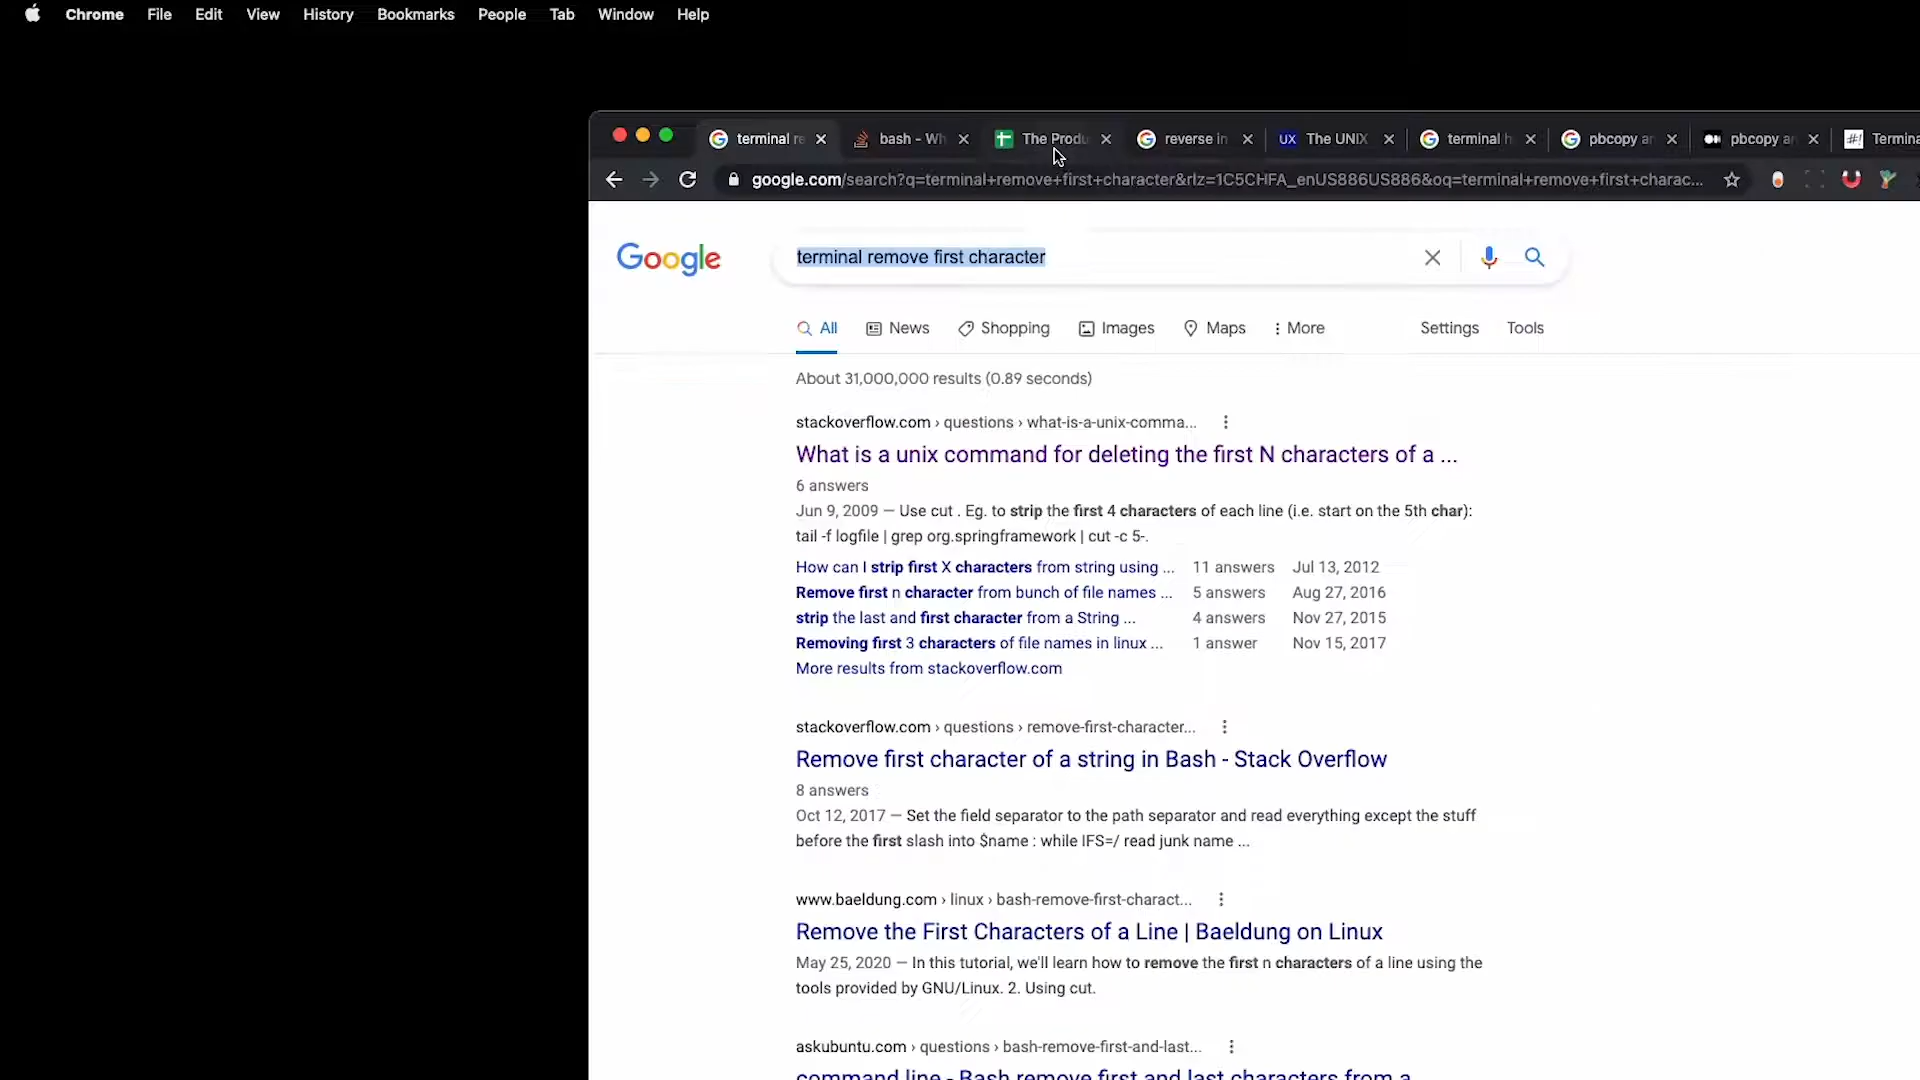 Chrome File Edit View History Bookmarks People Tab Window Help
terminal re bash - Wh The Produ reverse in UX The UNIX terminal h pbcopy an pbcopy an #! Termina
google.com/search?q=terminal+remove+first+character&rlz=1C5CHFA_enUS886US886&oq=terminal+remove+first+charac...
Google
terminal remove first character
All News Shopping Images Maps More Settings Tools
About 31,000,000 results (0.89 seconds)
stackoverflow.com › questions › what-is-a-unix-comma...
What is a unix command for deleting the first N characters of a ...
6 answers
Jun 9, 2009 — Use cut . Eg. to strip the first 4 characters of each line (i.e. start on the 5th char):
tail -f logfile | grep org.springframework | cut -c 5-.
How can I strip first X characters from string using ... 11 answers Jul 13, 2012
Remove first n character from bunch of file names ... 5 answers Aug 27, 2016
strip the last and first character from a String ... 4 answers Nov 27, 2015
Removing first 3 characters of file names in linux ... 1 answer Nov 15, 2017
More results from stackoverflow.com
stackoverflow.com › questions › remove-first-character...
Remove first character of a string in Bash - Stack Overflow
8 answers
Oct 12, 2017 — Set the field separator to the path separator and read everything except the stuff
before the first slash into $name : while IFS=/ read junk name ...
www.baeldung.com › linux › bash-remove-first-charact...
Remove the First Characters of a Line | Baeldung on Linux
May 25, 2020 — In this tutorial, we'll learn how to remove the first n characters of a line using the
tools provided by GNU/Linux. 2. Using cut.
askubuntu.com › questions › bash-remove-first-and-last...
command line - Bash remove first and last characters from a